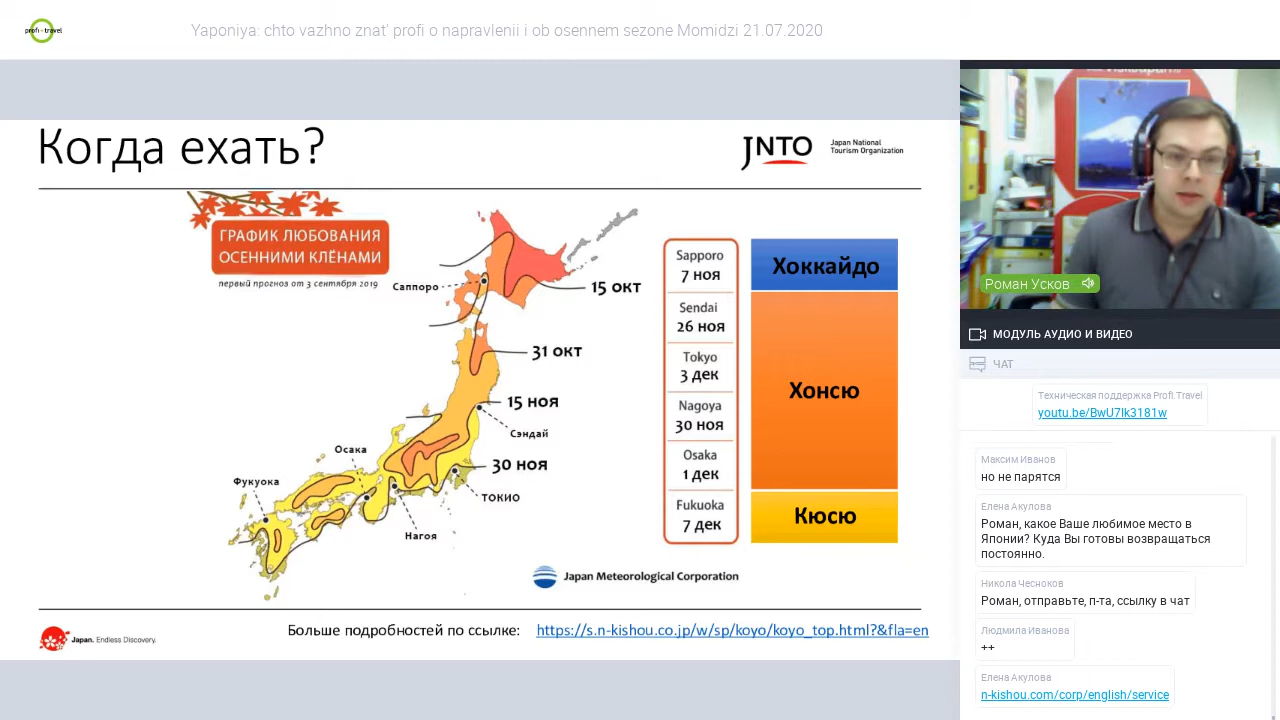 profi travel
Yaponiya: chto vazhno znat' profi o napravlenii i ob osennem sezone Momidzi 21.07.2020
Когда ехать?
JNTO
Japan National
Tourism Organization
ГРАФИК ЛЮБОВАНИЯ
ОСЕННИМИ КЛЁНАМИ
первый прогноз от 3 сентября 2019
Саппоро
15 окт
31 окт
15 ноя
Сэндай
30 ноя
Осака
Токио
Фукуока
Нагоя
Sapporo
7 ноя
Sendai
26 ноя
Tokyo
3 дек
Nagoya
30 ноя
Osaka
1 дек
Fukuoka
7 дек
Хоккайдо
Хонсю
Кюсю
Japan Meteorological Corporation
Japan. Endless Discovery.
Больше подробностей по ссылке: https://s.n-kishou.co.jp/w/sp/koyo/koyo_top.html?&fla=en
Роман Усков
МОДУЛЬ АУДИО И ВИДЕО
ЧАТ
Техническая поддержка Profi.Travel
youtu.be/BwU7lk3181w
Максим Иванов
но не парятся
Елена Акулова
Роман, какое Ваше любимое место в
Японии? Куда Вы готовы возвращаться
постоянно.
Никола Чесноков
Роман, отправьте, п-та, ссылку в чат
Людмила Иванова
++
Елена Акулова
n-kishou.com/corp/english/service